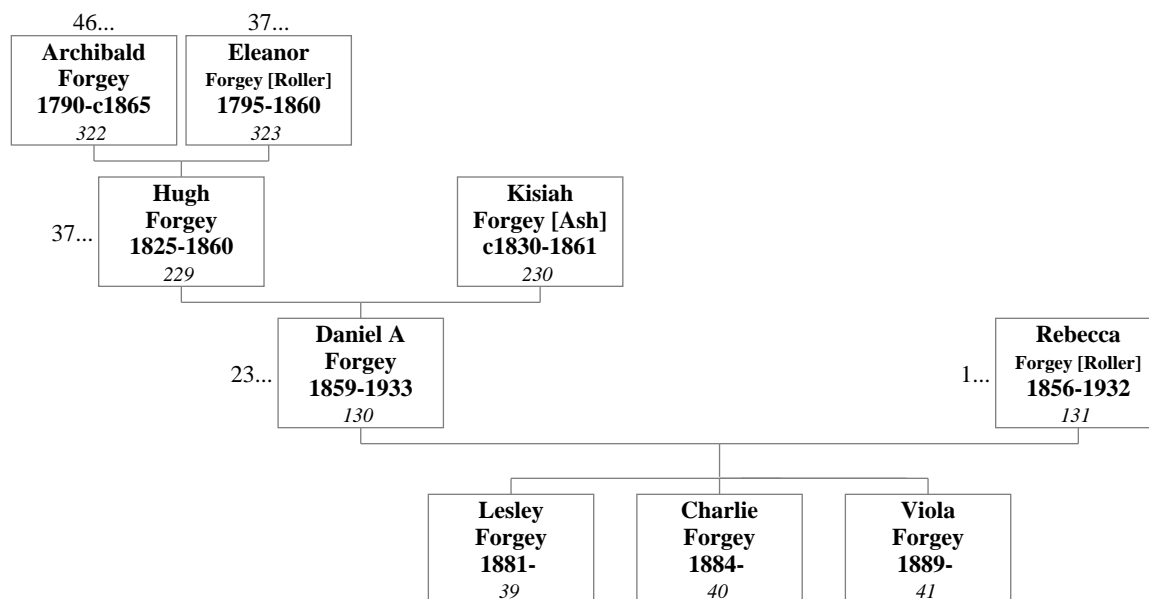 46...
37...
Archibald
Forgey
1790-c1865
322
Eleanor
Forgey [Roller]
1795-1860
323
37...
Hugh
Forgey
1825-1860
229
Kisiah
Forgey [Ash]
c1830-1861
230
23...
Daniel A
Forgey
1859-1933
130
1...
Rebecca
Forgey [Roller]
1856-1932
131
Lesley
Forgey
1881-
39
Charlie
Forgey
1884-
40
Viola
Forgey
1889-
41